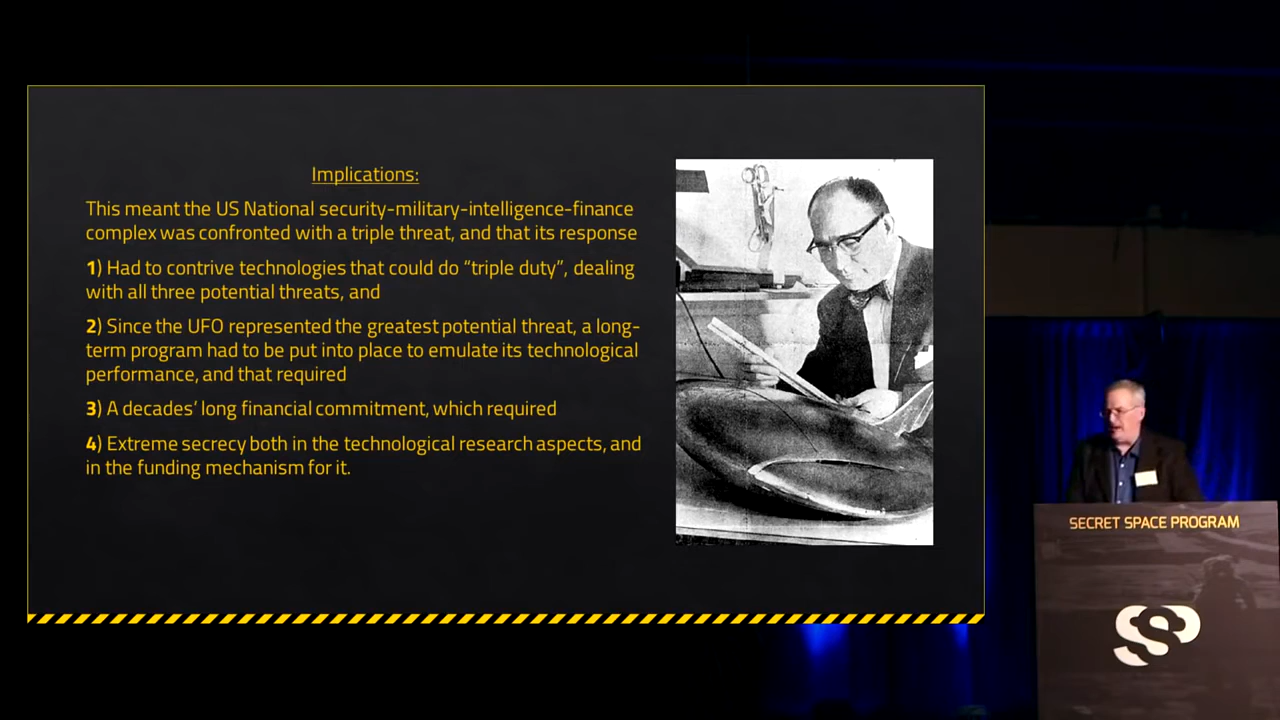 Implications:
This meant the US National security-military-intelligence-finance
complex was confronted with a triple threat, and that its response
1) Had to contrive technologies that could do “triple duty”, dealing
with all three potential threats, and
2) Since the UFO represented the greatest potential threat, a long-
term program had to be put into place to emulate its technological
performance, and that required
3) A decades’ long financial commitment, which required
4) Extreme secrecy both in the technological research aspects, and
in the funding mechanism for it.
SECRET SPACE PROGRAM
SSP